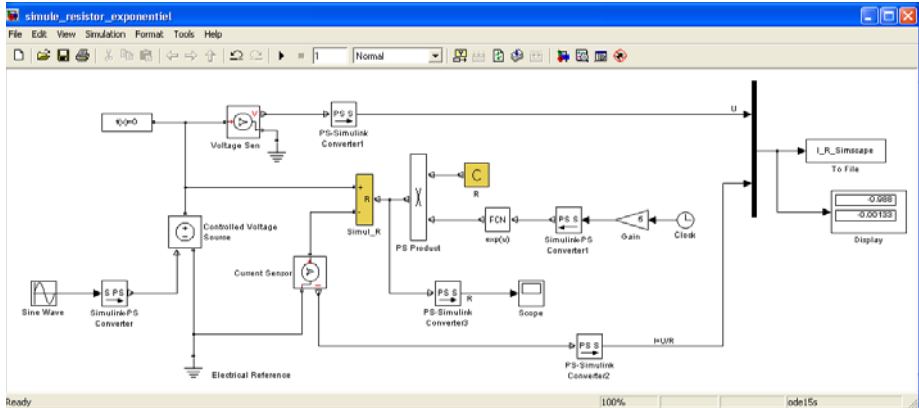 simule_resistor_exponentiel
File Edit View Simulation Format Tools Help
1 Normal
f(x)=0
V
Voltage Sen
PS S
PS-Simulink
Converter1
U
I_R_Simscape
To File
-0.988
-0.00133
Display
C
R
+
R
-
Simul_R
PS Product
FCN
exp(u)
PS S
Simulink-PS
Converter1
6
Gain
Clock
Controlled Voltage
Source
Current Sensor
Sine Wave
S PS
Simulink-PS
Converter
PS S
R
PS-Simulink
Converter3
Scope
PS S
I=U/R
PS-Simulink
Converter2
Electrical Reference
Ready 100% ode15s